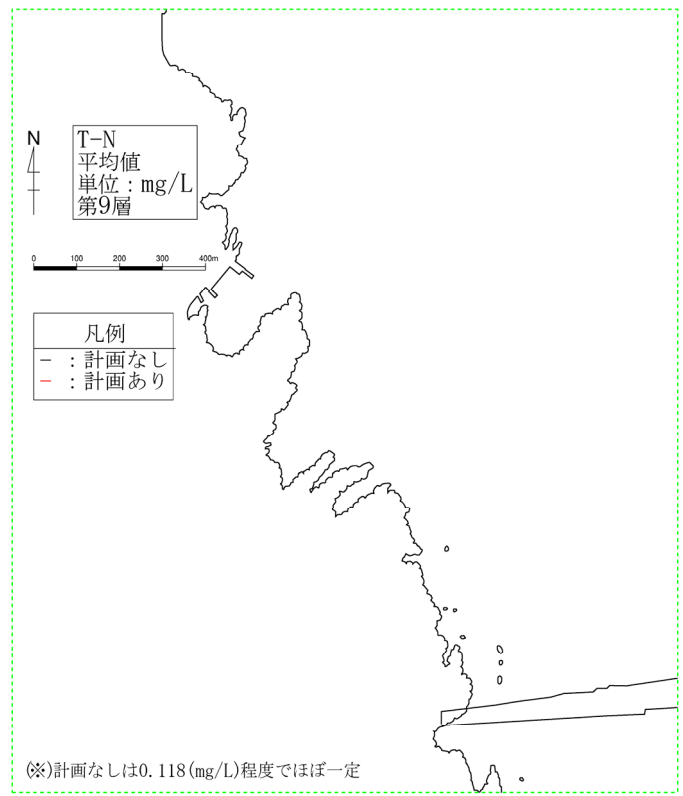 N
T-N
平均値
単位：mg/L
第9層
0 100 200 300 400m
凡例
－ ：計画なし
－ ：計画あり
(※)計画なしは0.118(mg/L)程度でほぼ一定